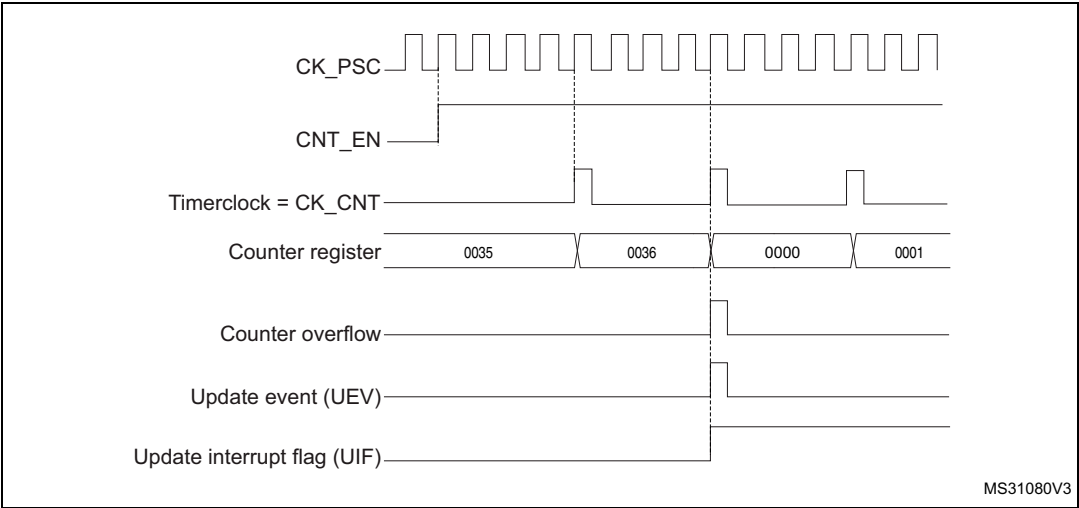 CK_PSC
CNT_EN
Timerclock = CK_CNT
Counter register 0035 0036 0000 0001
Counter overflow
Update event (UEV)
Update interrupt flag (UIF)
MS31080V3